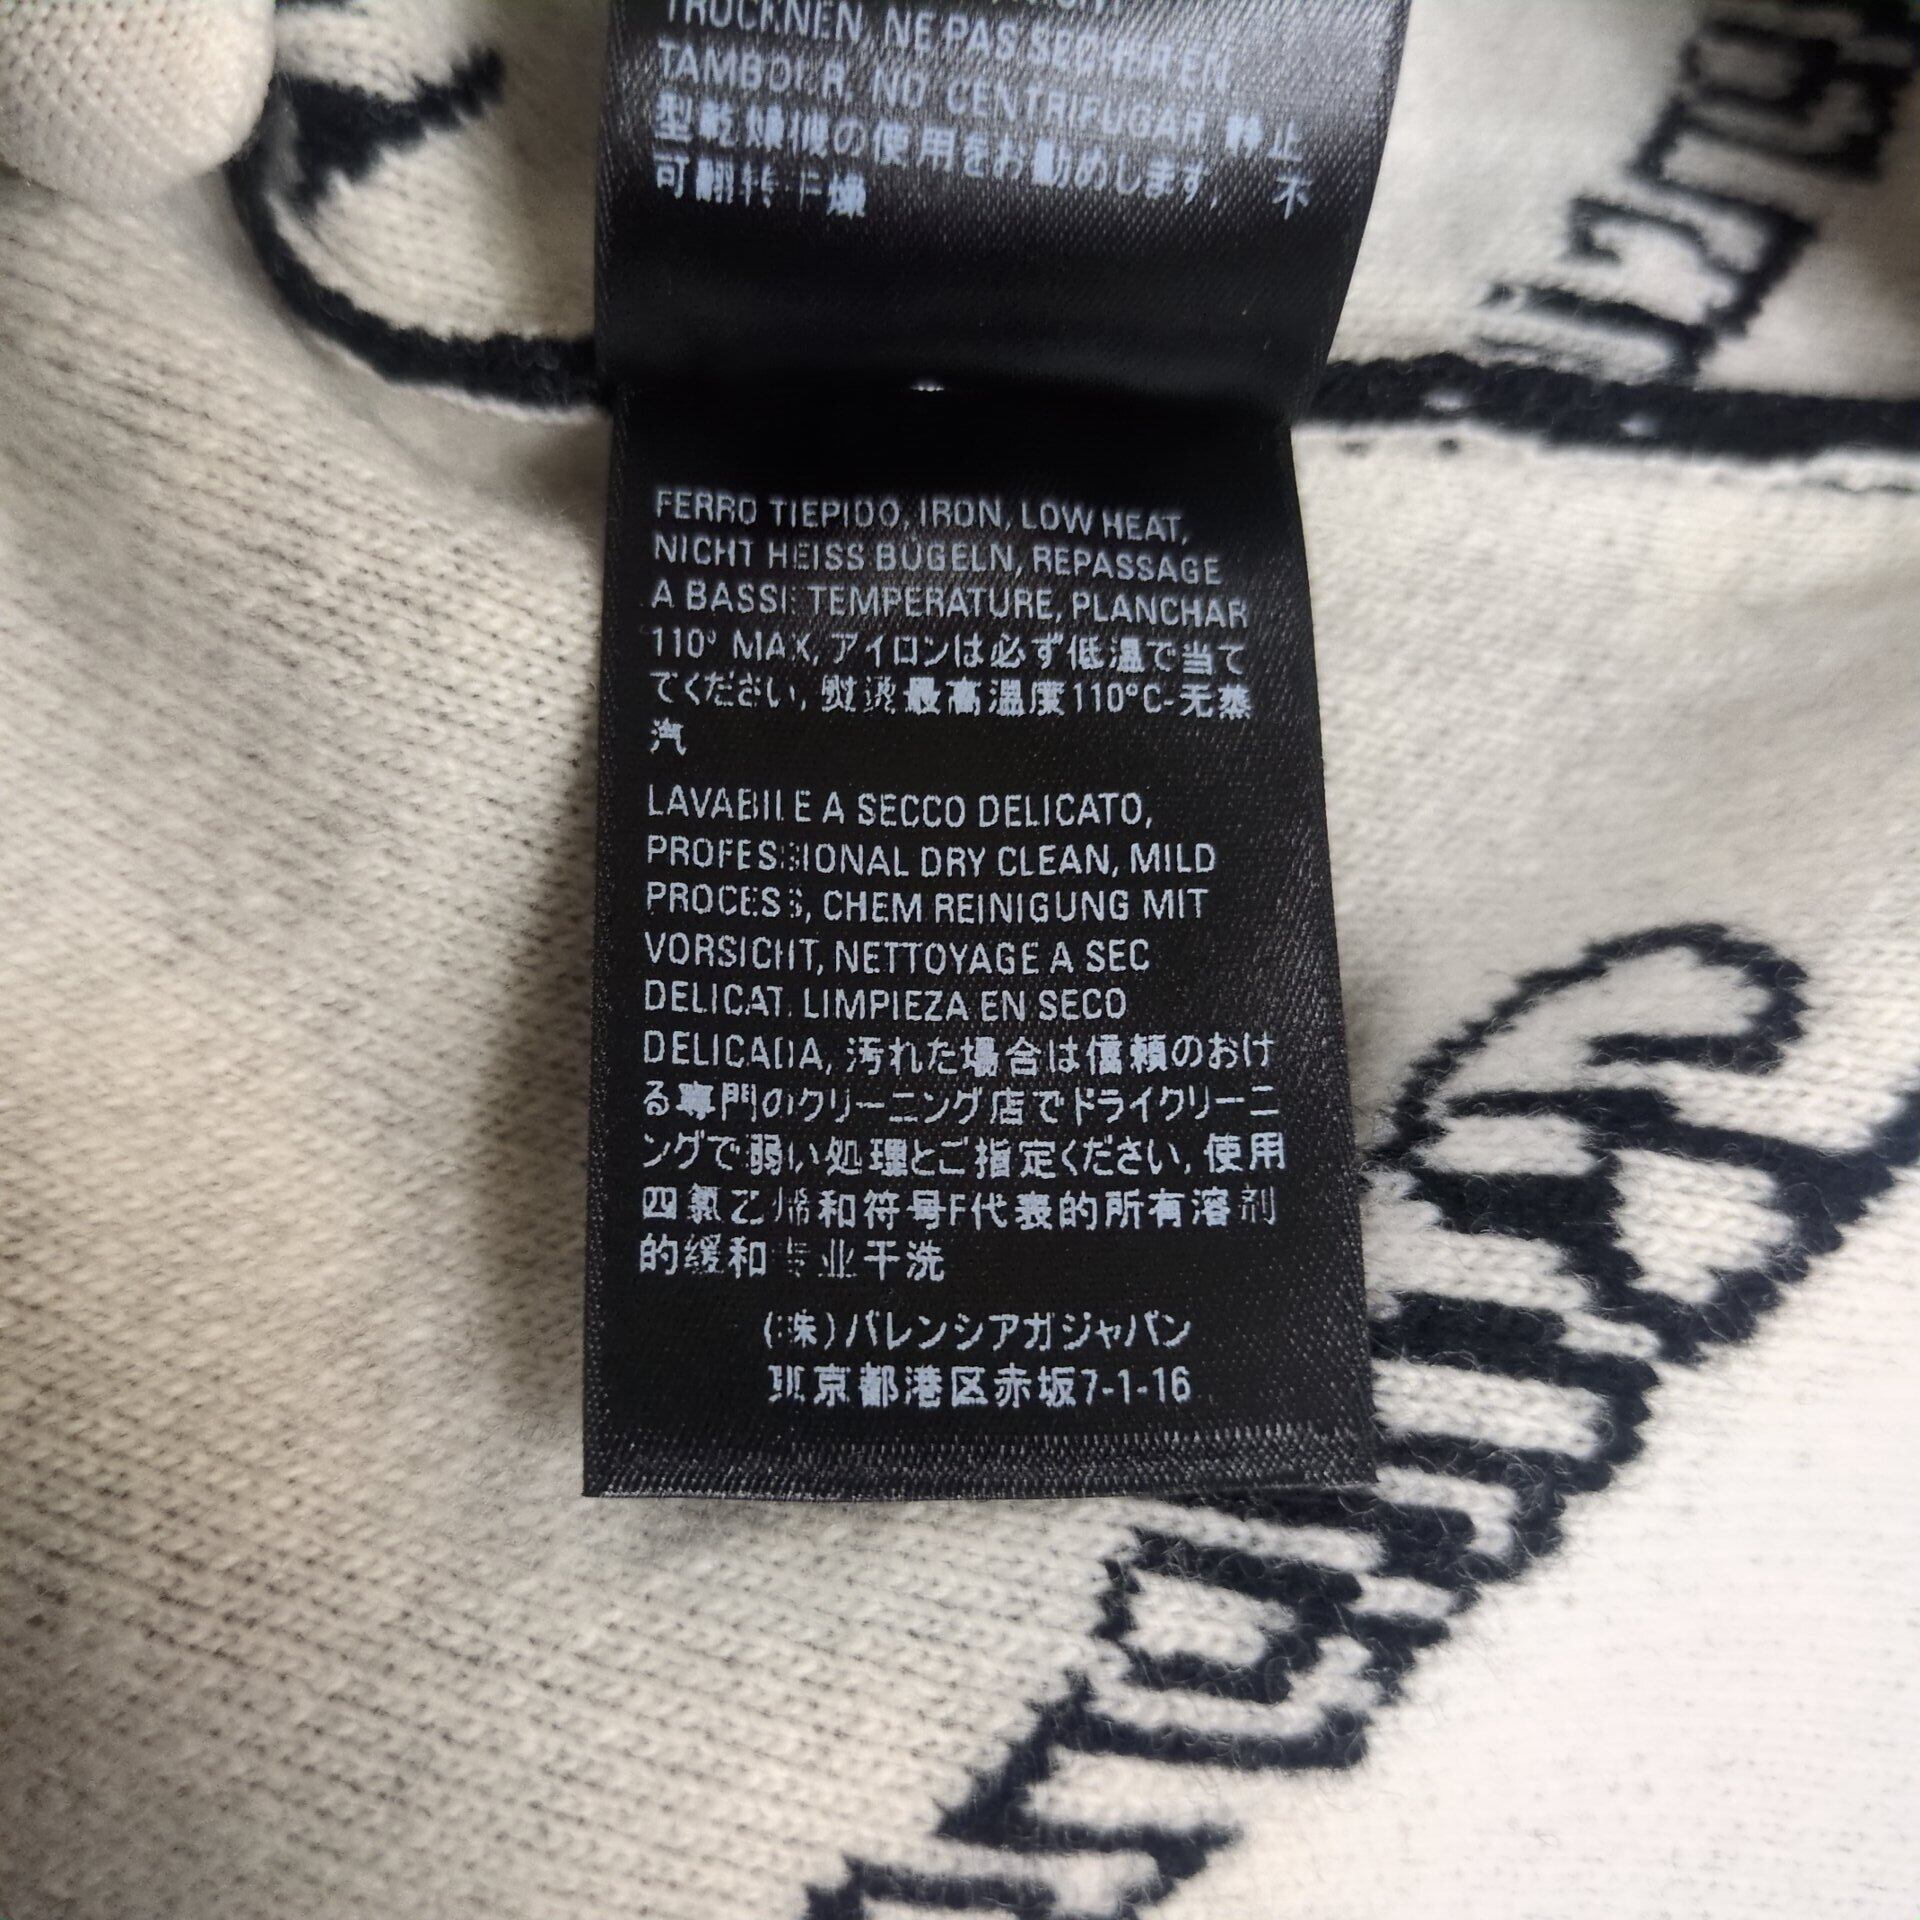 TROCKNEN, NE PAS SECHER EN
TAMBOUR, NO CENTRIFUGAR, 静止
型乾燥機の使用をお勧めします, 不
可翻转干燥
FERRO TIEPIDO, IRON, LOW HEAT,
NICHT HEISS BUGELN, REPASSAGE
A BASSE TEMPERATURE, PLANCHAR
110° MAX, アイロンは必ず低温で当て
てください, 熨烫最高温度110°C-无蒸
汽
LAVABILE A SECCO DELICATO,
PROFESSIONAL DRY CLEAN, MILD
PROCESS, CHEM REINIGUNG MIT
VORSICHT, NETTOYAGE A SEC
DELICAT, LIMPIEZA EN SECO
DELICADA, 汚れた場合は信頼のおけ
る専門のクリーニング店でドライクリーニ
ングで弱い処理とご指定ください, 使用
四氯乙烯和符号F代表的所有溶剂
的缓和专业干洗
(株)バレンシアガジャパン
東京都港区赤坂7-1-16